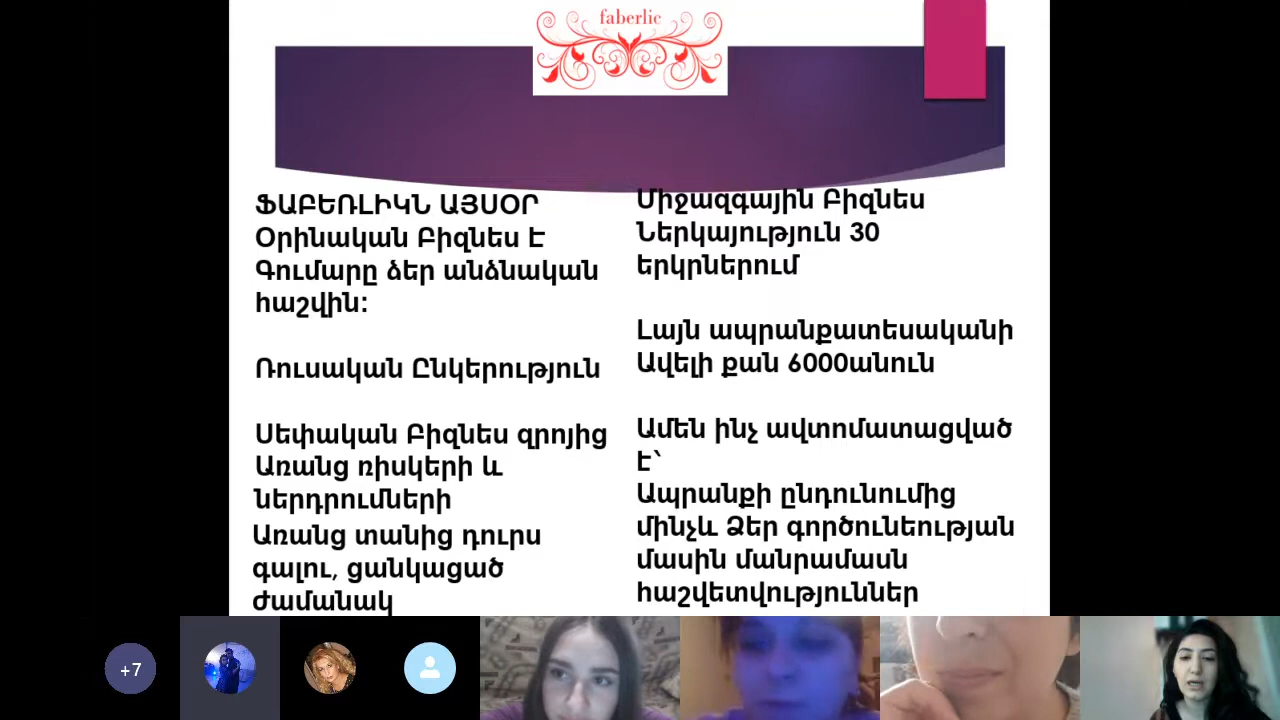 faberlic
ՖԱԲԵՌԼԻԿՆ ԱՅՍՕՐ
Օրինական Բիզնես Է
Գումարը ձեր անձնական
հաշվին:
Ռուսական Ընկերություն
Սեփական Բիզնես զրոյից
Առանց ռիսկերի և
ներդրումների
Առանց տանից դուրս
գալու, ցանկացած
ժամանակ
Միջազգային Բիզնես
Ներկայություն 30
երկրներում
Լայն ապրանքատեսականի
Ավելի քան 6000անուն
Ամեն ինչ ավտոմատացված
է՝
Ապրանքի ընդունումից
մինչև Ձեր գործունեության
մասին մանրամասն
հաշվետվություններ
+7